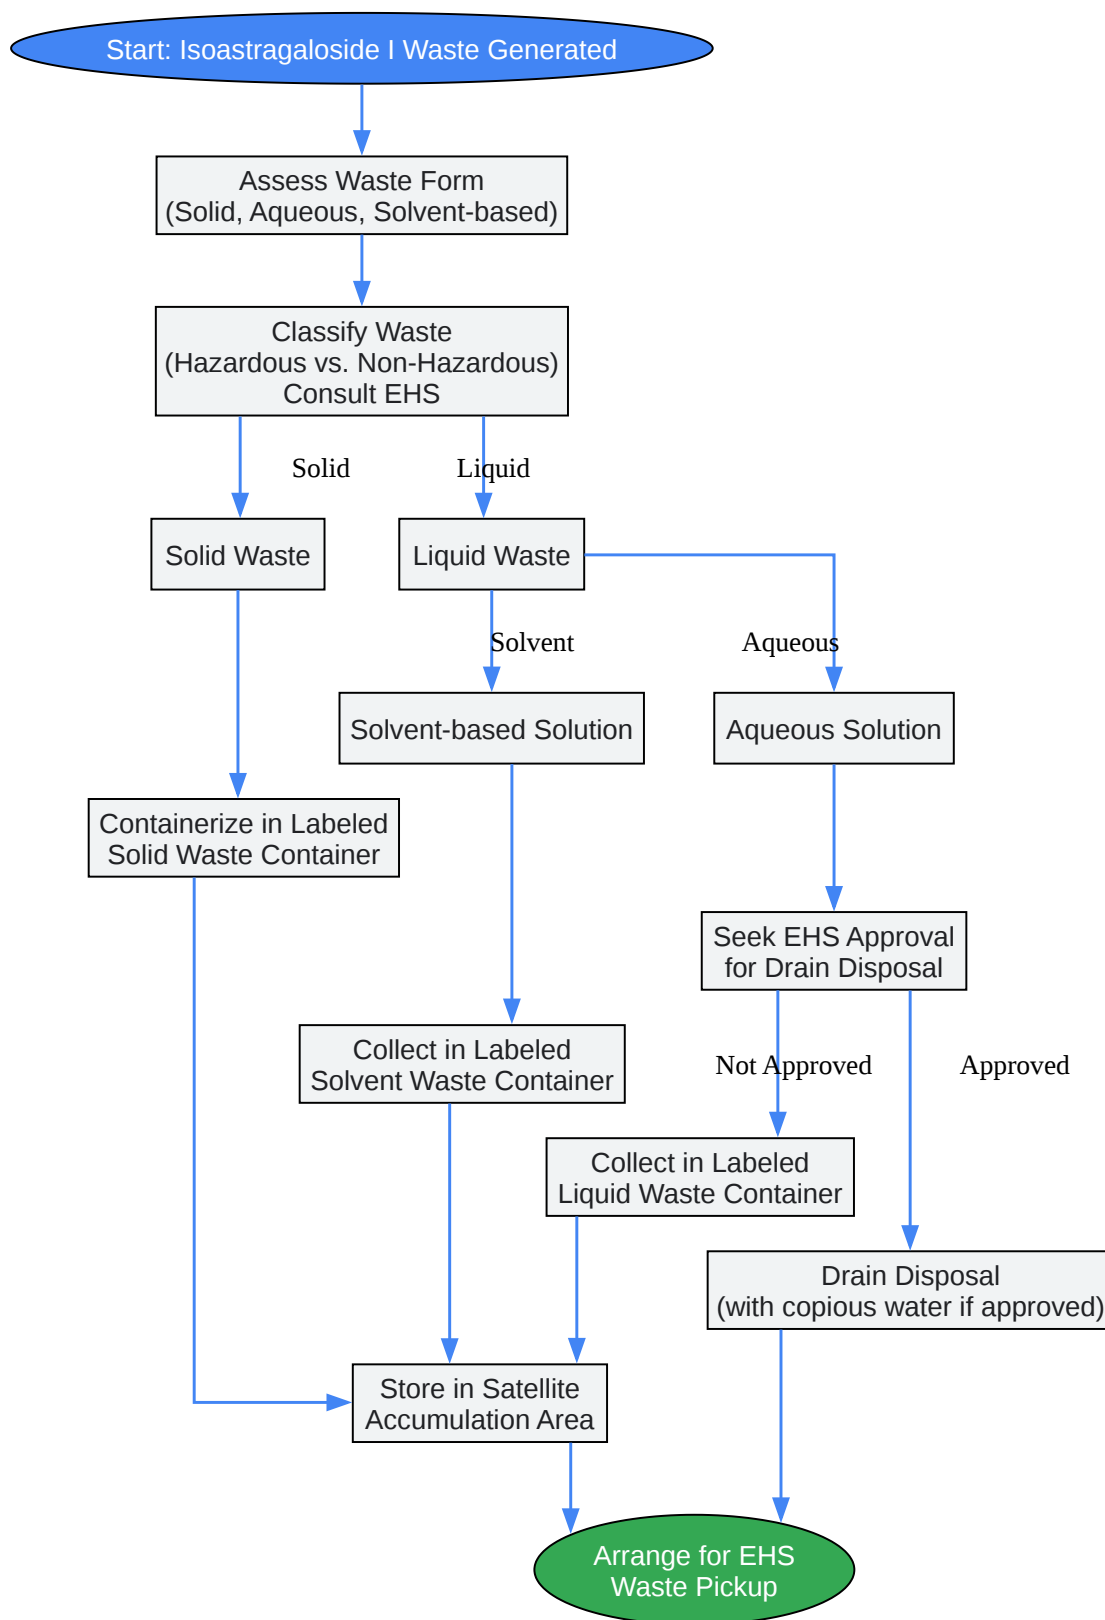 Start: Isoastragaloside I Waste Generated
Assess Waste Form
(Solid, Aqueous, Solvent-based)
Classify Waste
(Hazardous vs. Non-Hazardous)
Consult EHS
Solid
Liquid
Solid Waste
Liquid Waste
Solvent
Aqueous
Solvent-based Solution
Aqueous Solution
Containerize in Labeled
Solid Waste Container
Seek EHS Approval
for Drain Disposal
Collect in Labeled
Solvent Waste Container
Not Approved
Approved
Collect in Labeled
Liquid Waste Container
Drain Disposal
(with copious water if approved)
Store in Satellite
Accumulation Area
Arrange for EHS
Waste Pickup